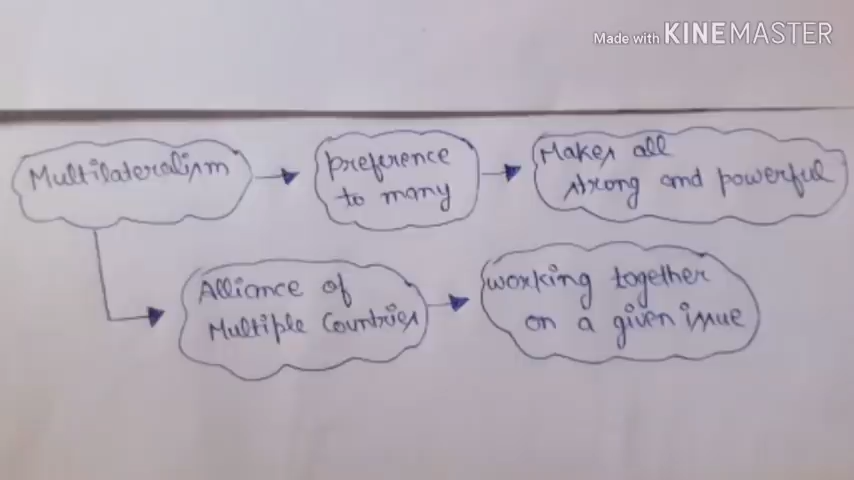 Made with KINEMASTER
Multilateralism
preference
to many
Makes all
strong and powerful
Alliance of
Multiple Countries
working together
on a given issue